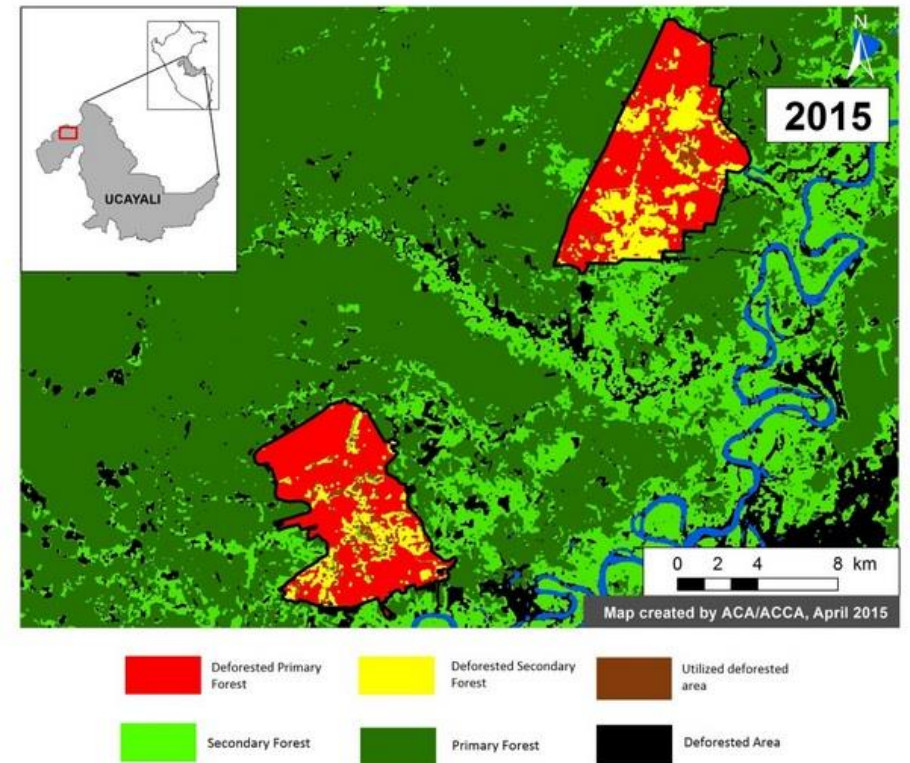 N
2015
UCAYALI
0 4 8 km
Map created by ACA/ACCA, April 2015
Deforested Primary
Forest
Deforested Secondary
Forest
Utilized deforested
area
Secondary Forest
Primary Forest
Deforested Area